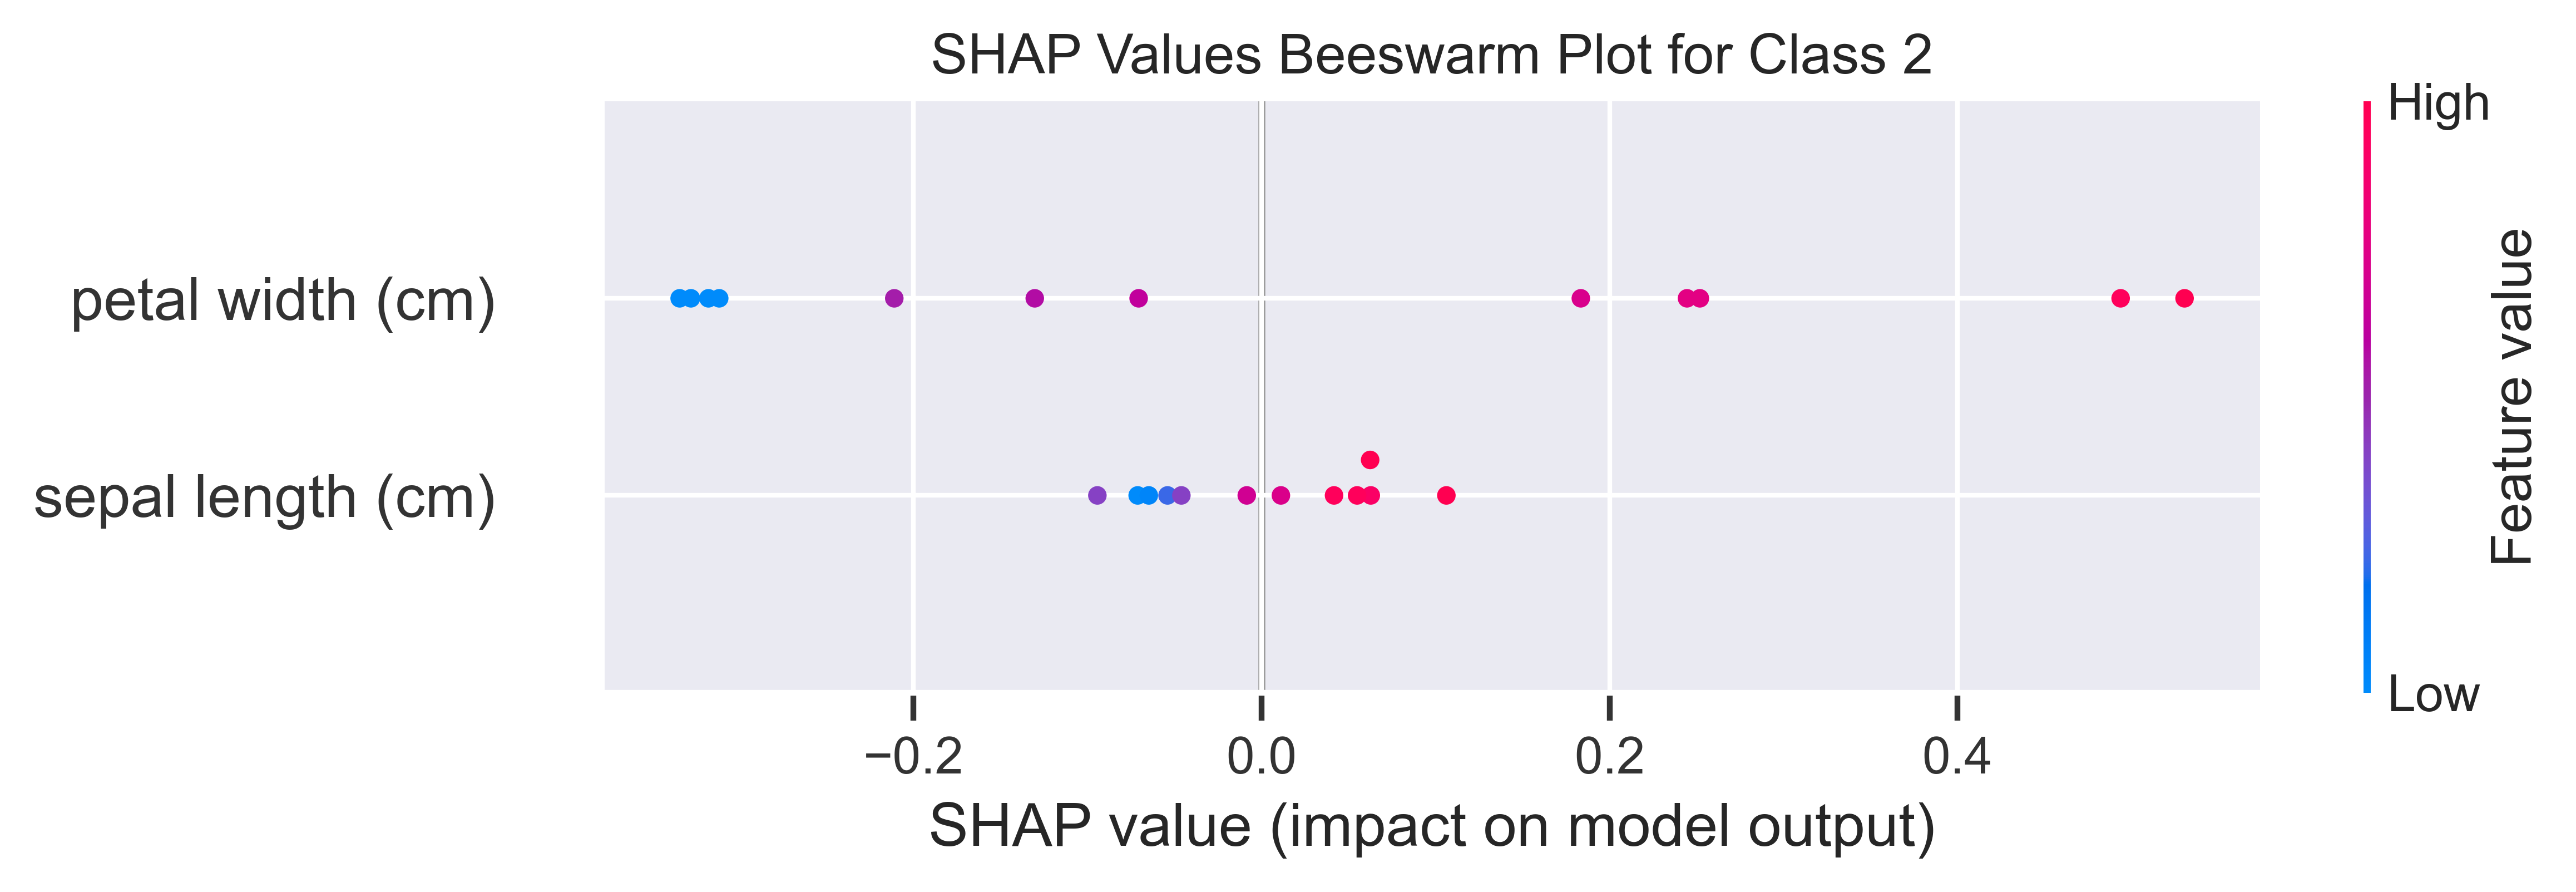 SHAP Values Beeswarm Plot for Class 2
High
petal width (cm)
sepal length (cm)
Feature value
Low
−0.2 0.0 0.2 0.4
SHAP value (impact on model output)